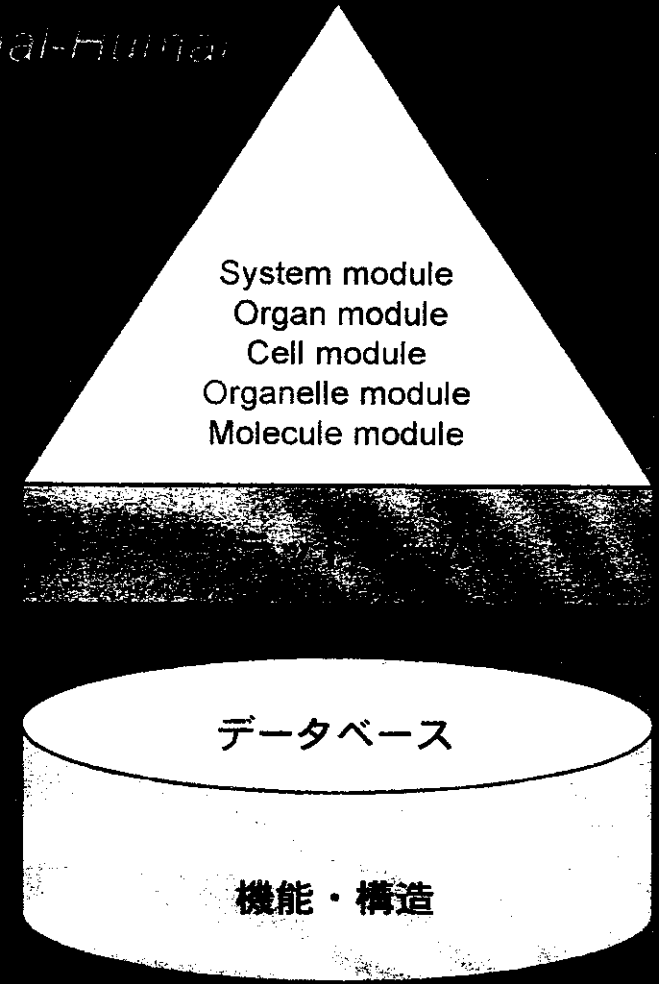 System module
Organ module
Cell module
Organelle module
Molecule module
データベース
機能・構造